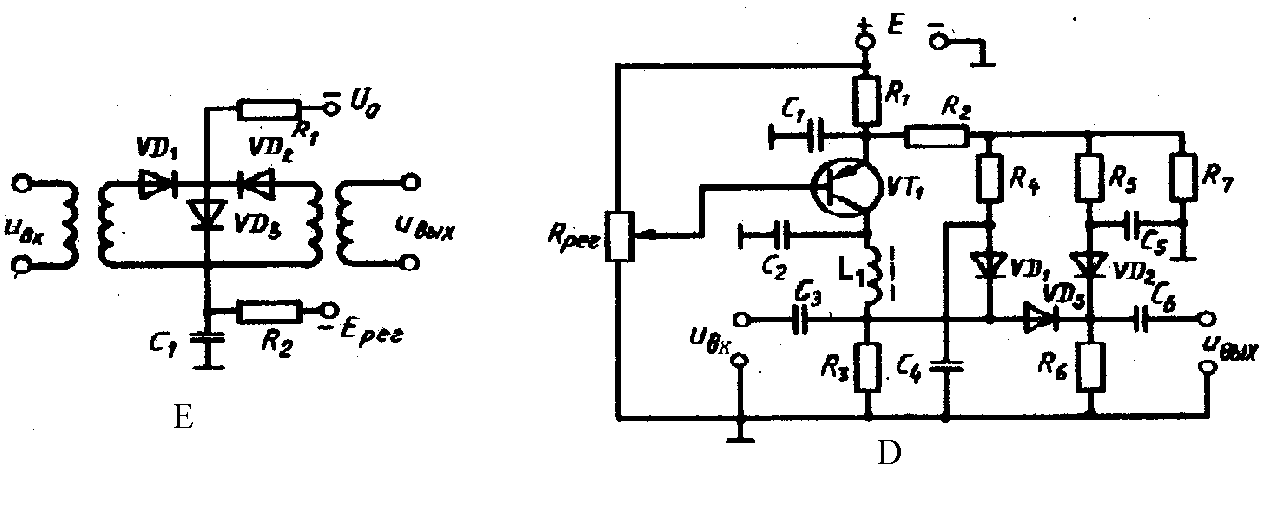 − U₀
R₁
VD₁
VD₂
VD₃
uвх
uвых
C₁
R₂
− Eрег
E
+ E −
C₁
R₁
R₂
VT₁
R₄
R₅
R₇
Rрег
C₂
L₁
C₅
VD₁
VD₂
VD₃
C₃
C₆
uвх
R₃
C₄
R₆
uвых
D